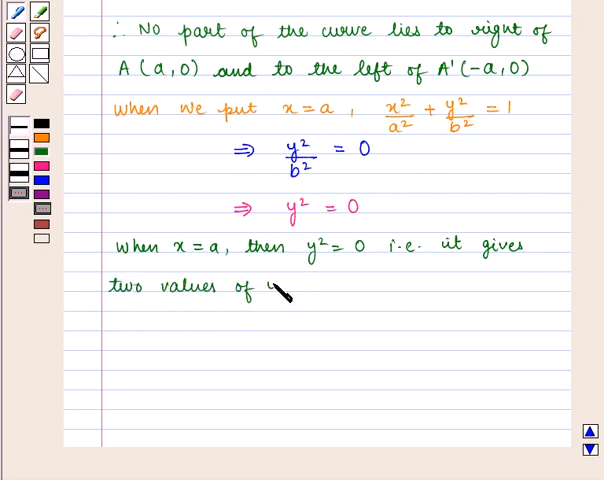 ∴ No part of the curve lies to right of
A (a, 0) and to the left of A'(-a, 0)
When we put x = a, x²/a² + y²/b² = 1
⇒ y²/b² = 0
⇒ y² = 0
When x = a, then y² = 0 i.e. it gives
two values of